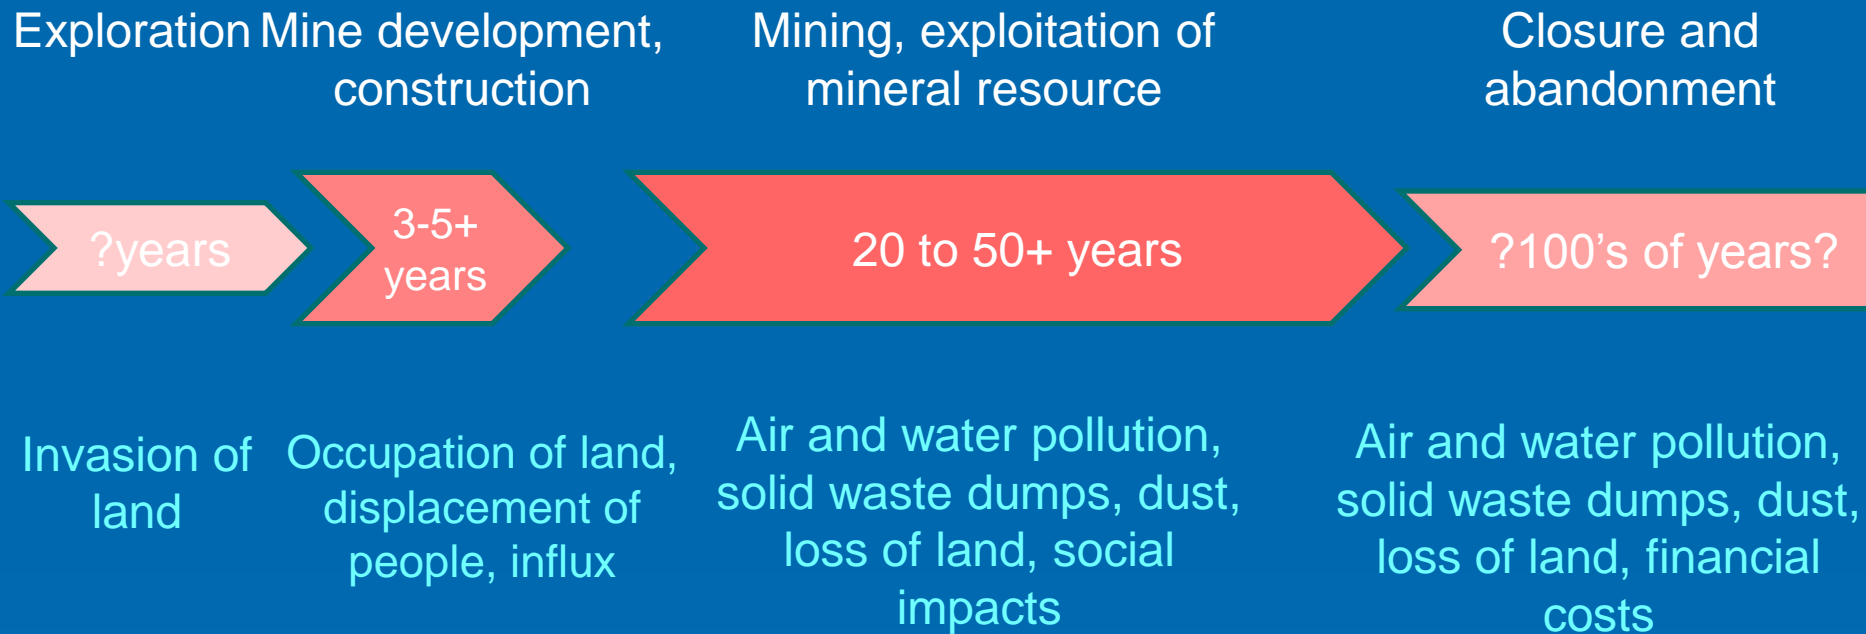 Exploration
Mine development,
construction
Mining, exploitation of
mineral resource
Closure and
abandonment
?years
3-5+
years
20 to 50+ years
?100’s of years?
Invasion of
land
Occupation of land,
displacement of
people, influx
Air and water pollution,
solid waste dumps, dust,
loss of land, social
impacts
Air and water pollution,
solid waste dumps, dust,
loss of land, financial
costs